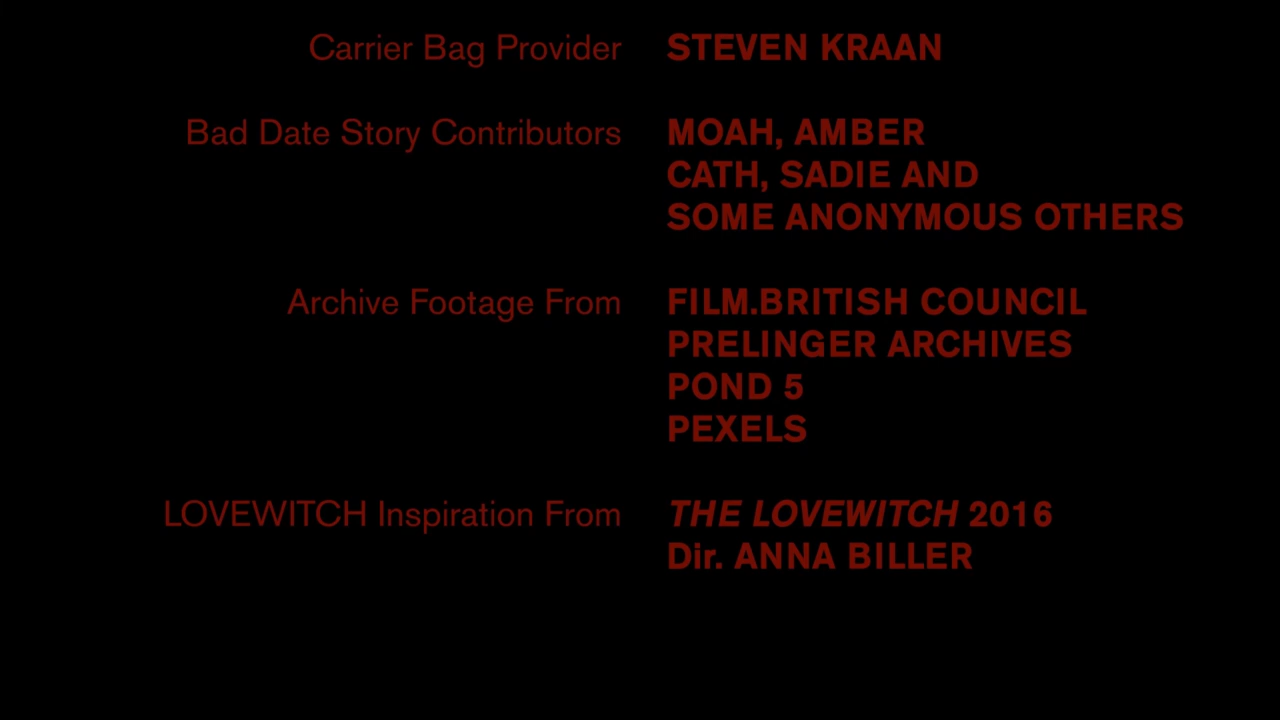 Carrier Bag Provider STEVEN KRAAN
Bad Date Story Contributors MOAH, AMBER
CATH, SADIE AND
SOME ANONYMOUS OTHERS
Archive Footage From FILM.BRITISH COUNCIL
PRELINGER ARCHIVES
POND 5
PEXELS
LOVEWITCH Inspiration From THE LOVEWITCH 2016
Dir. ANNA BILLER